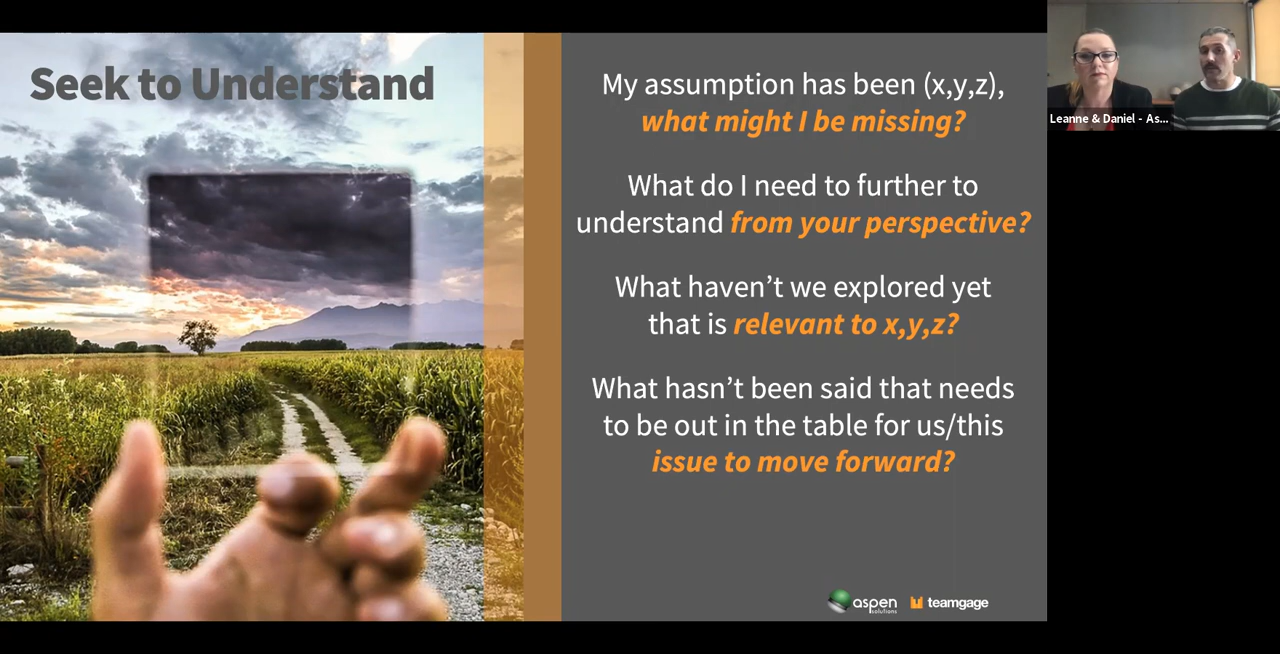 Seek to Understand
My assumption has been (x,y,z),
what might I be missing?
What do I need to further to
understand from your perspective?
What haven’t we explored yet
that is relevant to x,y,z?
What hasn’t been said that needs
to be out in the table for us/this
issue to move forward?
aspen
solutions
teamgage
Leanne & Daniel - As...